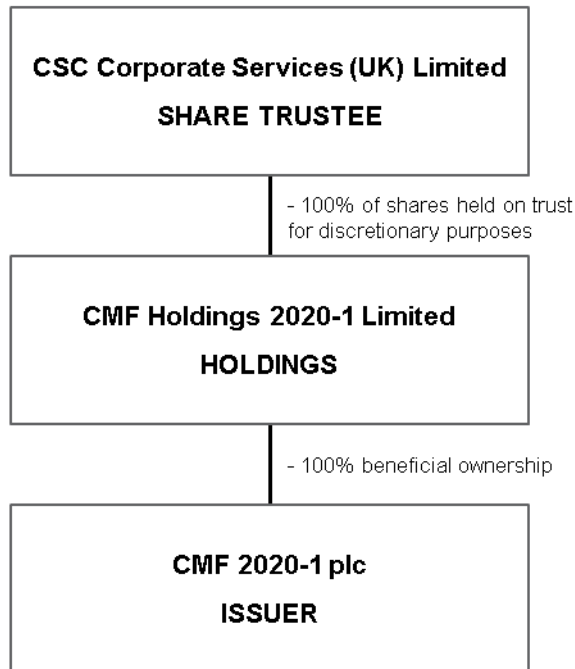 CSC Corporate Services (UK) Limited
SHARE TRUSTEE
- 100% of shares held on trust
for discretionary purposes
CMF Holdings 2020-1 Limited
HOLDINGS
- 100% beneficial ownership
CMF 2020-1 plc
ISSUER